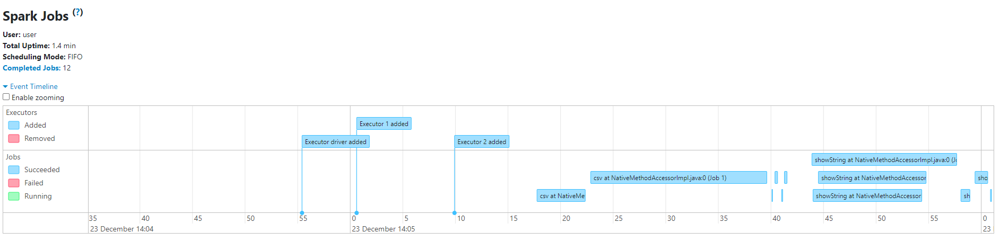 Spark Jobs (?)
User: user
Total Uptime: 1.4 min
Scheduling Mode: FIFO
Completed Jobs: 12
Event Timeline
Enable zooming
Executors
Added
Removed
Executor 1 added
Executor driver added
Executor 2 added
Jobs
Succeeded
Failed
Running
showString at NativeMethodAccessorImpl.java:0 (J
csv at NativeMethodAccessorImpl.java:0 (Job 1)
showString at NativeMethodAccessor
sho
csv at NativeMe
showString at NativeMethodAccessor
sh
35 40 45 50 55 0 5 10 15 20 25 30 35 40 45 50 55 0
23 December 14:04 23 December 14:05 23